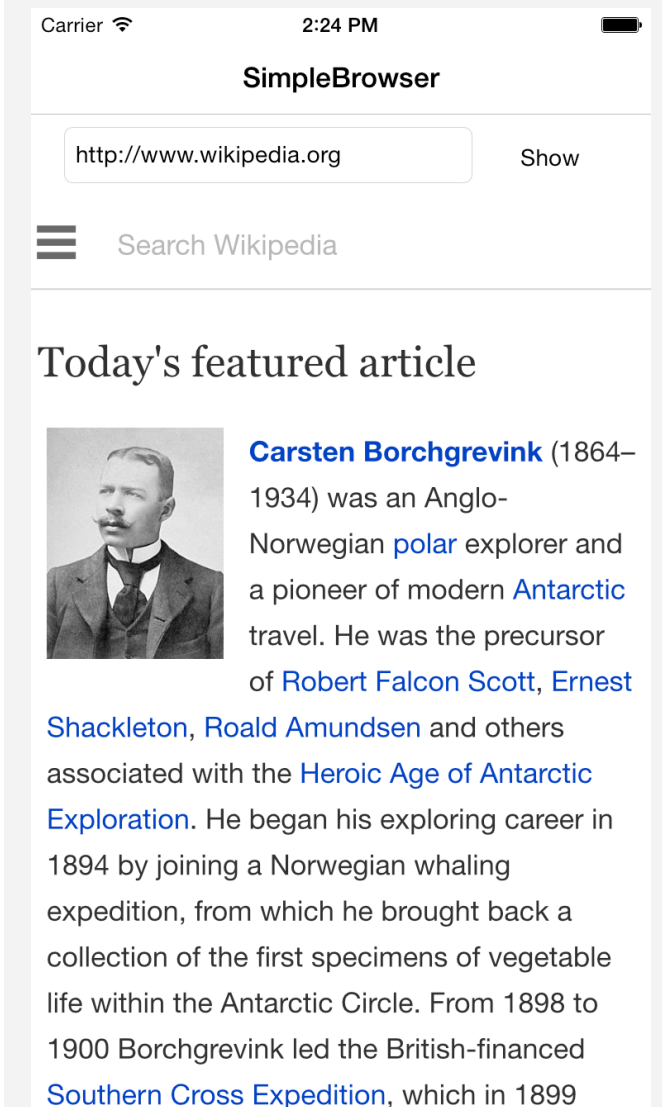 Carrier 2:24 PM
SimpleBrowser
http://www.wikipedia.org Show
Search Wikipedia
Today's featured article
Carsten Borchgrevink (1864–
1934) was an Anglo-
Norwegian polar explorer and
a pioneer of modern Antarctic
travel. He was the precursor
of Robert Falcon Scott, Ernest
Shackleton, Roald Amundsen and others
associated with the Heroic Age of Antarctic
Exploration. He began his exploring career in
1894 by joining a Norwegian whaling
expedition, from which he brought back a
collection of the first specimens of vegetable
life within the Antarctic Circle. From 1898 to
1900 Borchgrevink led the British-financed
Southern Cross Expedition, which in 1899